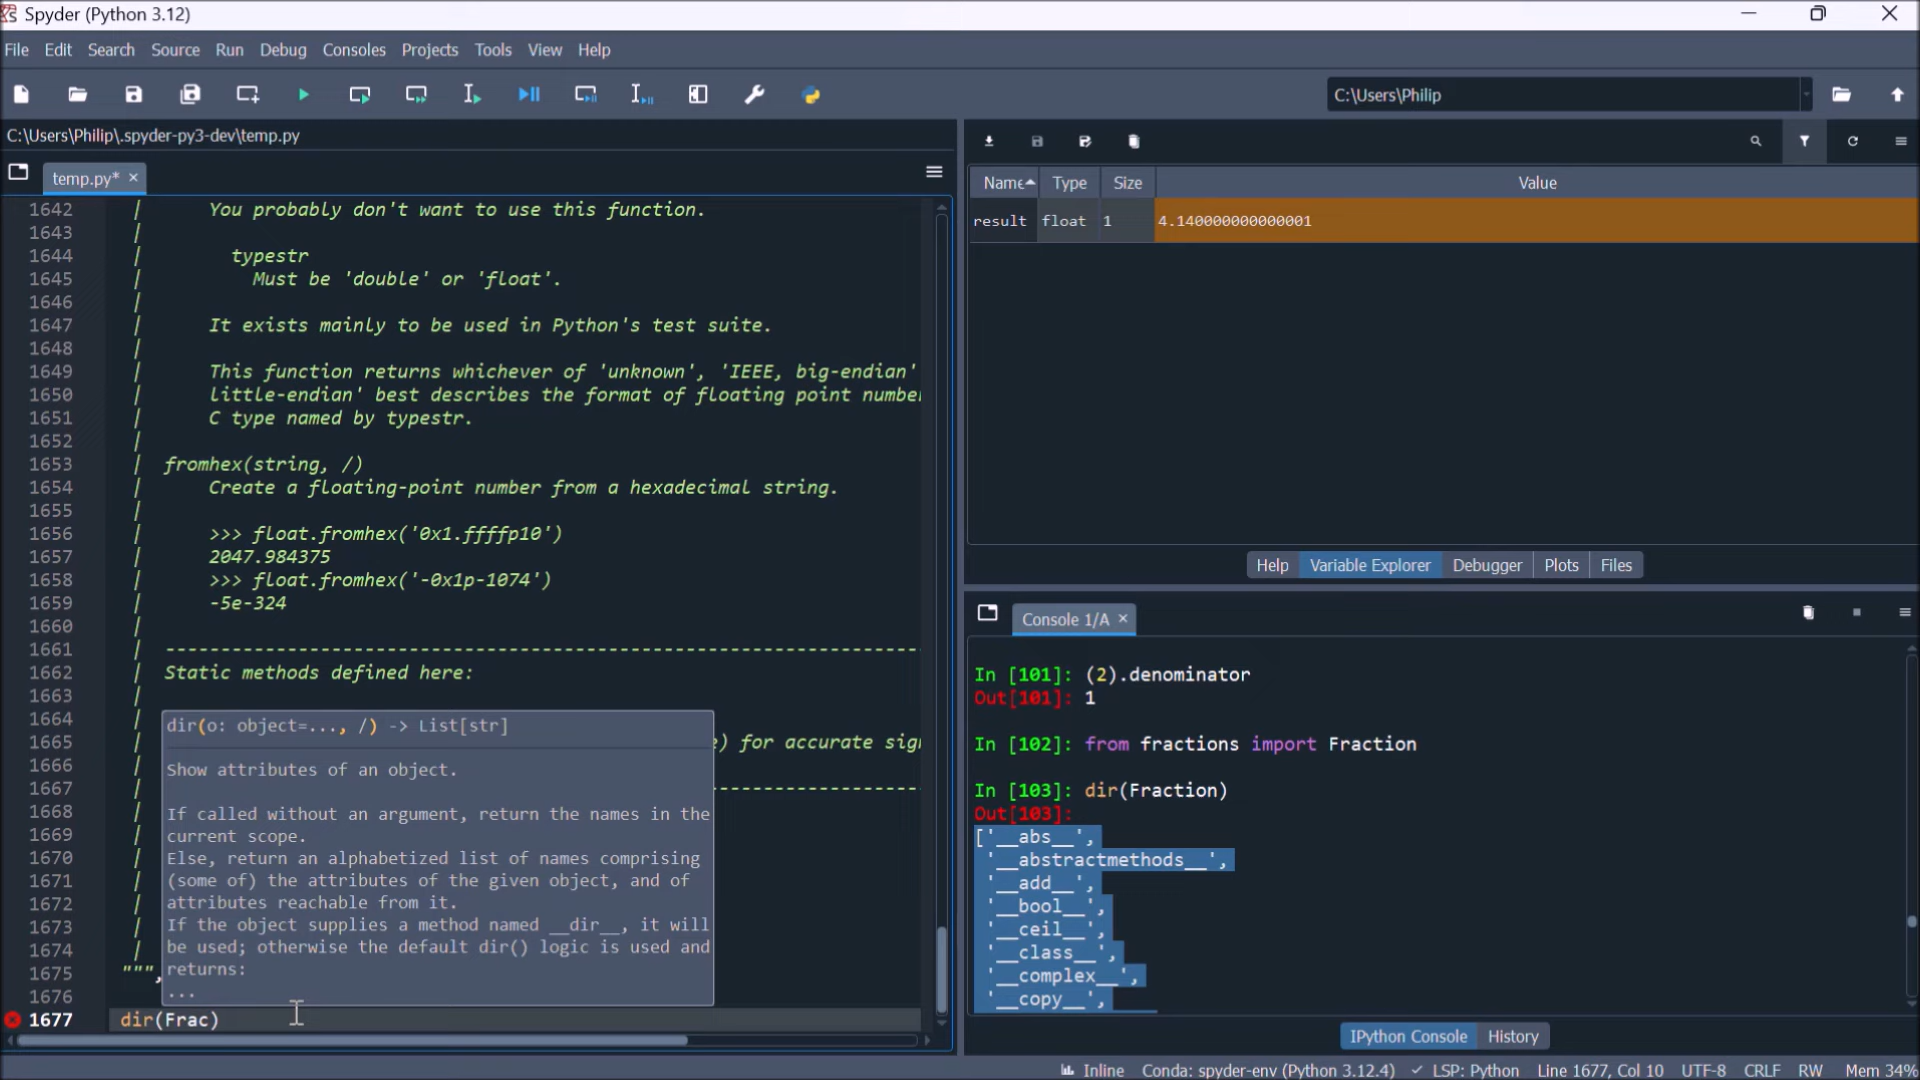 Spyder (Python 3.12)
File Edit Search Source Run Debug Consoles Projects Tools View Help
C:\Users\Philip
C:\Users\Philip\.spyder-py3-dev\temp.py
temp.py*
1642 | You probably don't want to use this function.
1643 |
1644 | typestr
1645 | Must be 'double' or 'float'.
1646 |
1647 | It exists mainly to be used in Python's test suite.
1648 |
1649 | This function returns whichever of 'unknown', 'IEEE, big-endian'
1650 | little-endian' best describes the format of floating point number
1651 | C type named by typestr.
1652 |
1653 | fromhex(string, /)
1654 | Create a floating-point number from a hexadecimal string.
1655 |
1656 | >>> float.fromhex('0x1.ffffp10')
1657 | 2047.984375
1658 | >>> float.fromhex('-0x1p-1074')
1659 | -5e-324
1660 |
1661 | ----------------------------------------------------------------------
1662 | Static methods defined here:
1663 |
1664 |
1665 | ) for accurate sig
1666 |
1667 | -------------------
1668 |
1669 |
1670 |
1671 |
1672 |
1673 |
1674 |
1675 """
1676
1677 dir(Frac)
dir(o: object=..., /) -> List[str]
Show attributes of an object.
If called without an argument, return the names in the
current scope.
Else, return an alphabetized list of names comprising
(some of) the attributes of the given object, and of
attributes reachable from it.
If the object supplies a method named __dir__, it will
be used; otherwise the default dir() logic is used and
returns:
...
Name Type Size Value
result float 1 4.140000000000001
Help Variable Explorer Debugger Plots Files
Console 1/A
In [101]: (2).denominator
Out[101]: 1
In [102]: from fractions import Fraction
In [103]: dir(Fraction)
Out[103]:
['__abs__',
'__abstractmethods__',
'__add__',
'__bool__',
'__ceil__',
'__class__',
'__complex__',
'__copy__',
IPython Console History
Inline Conda: spyder-env (Python 3.12.4) ✓ LSP: Python Line 1677, Col 10 UTF-8 CRLF RW Mem 34%